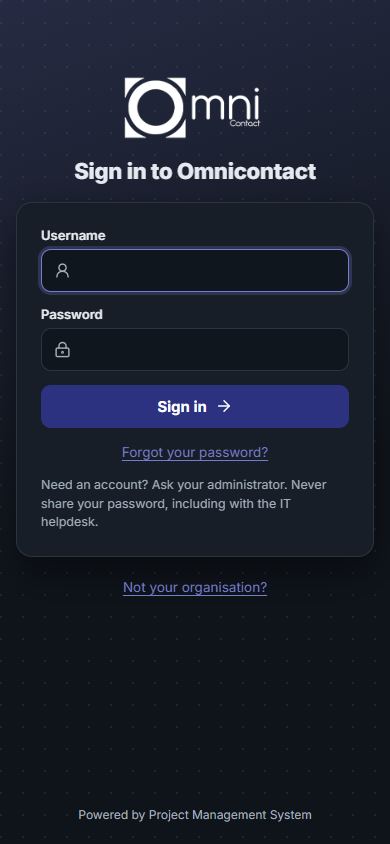 Omni
Contact
Sign in to Omnicontact
Username
Password
Sign in
Forgot your password?
Need an account? Ask your administrator. Never
share your password, including with the IT
helpdesk.
Not your organisation?
Powered by Project Management System